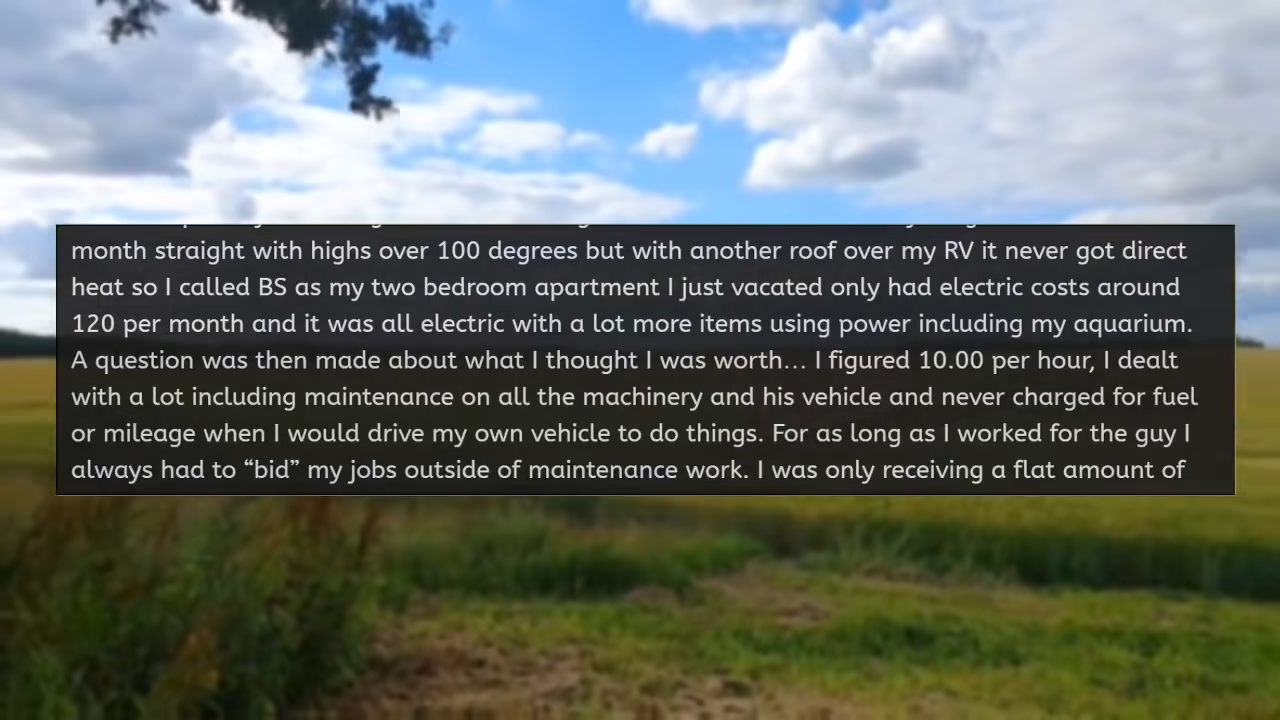 month straight with highs over 100 degrees but with another roof over my RV it never got direct
heat so I called BS as my two bedroom apartment I just vacated only had electric costs around
120 per month and it was all electric with a lot more items using power including my aquarium.
A question was then made about what I thought I was worth... I figured 10.00 per hour, I dealt
with a lot including maintenance on all the machinery and his vehicle and never charged for fuel
or mileage when I would drive my own vehicle to do things. For as long as I worked for the guy I
always had to “bid” my jobs outside of maintenance work. I was only receiving a flat amount of